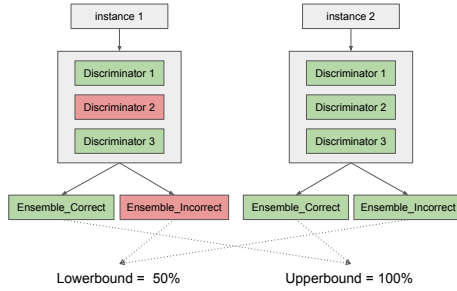 instance 1
instance 2
Discriminator 1
Discriminator 1
Discriminator 2
Discriminator 2
Discriminator 3
Discriminator 3
Ensemble_Correct
Ensemble_Incorrect
Ensemble_Correct
Ensemble_Incorrect
Lowerbound = 50%
Upperbound = 100%